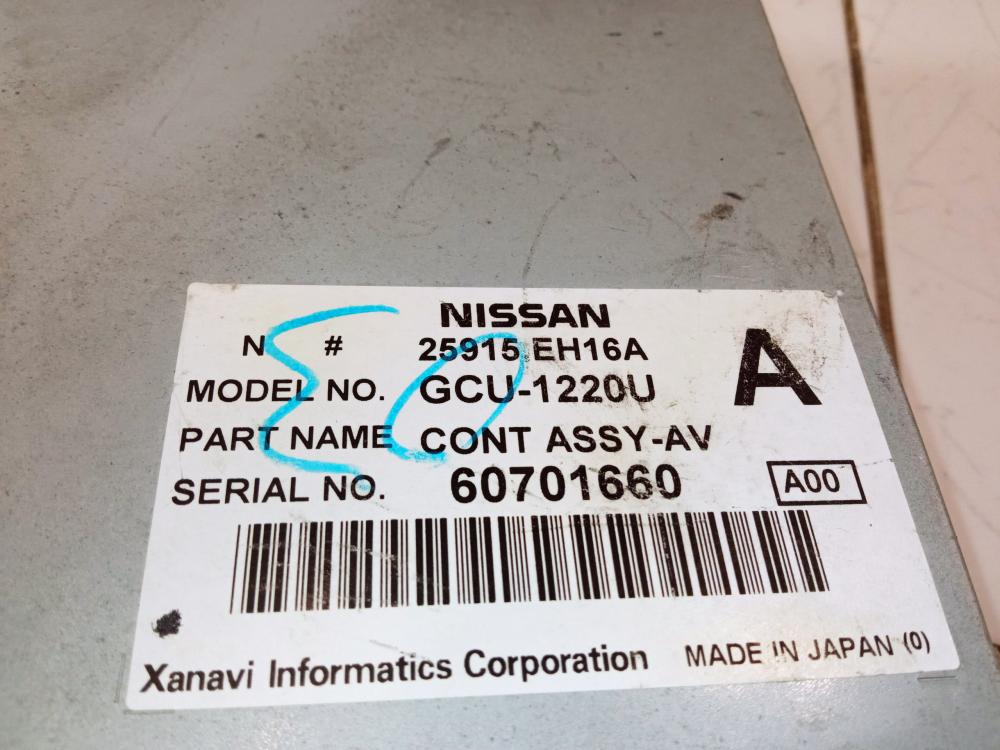 NISSAN
N # 25915 EH16A
MODEL NO. GCU-1220U
A
PART NAME CONT ASSY-AV
SERIAL NO. 60701660
A00
Xanavi Informatics Corporation MADE IN JAPAN (0)